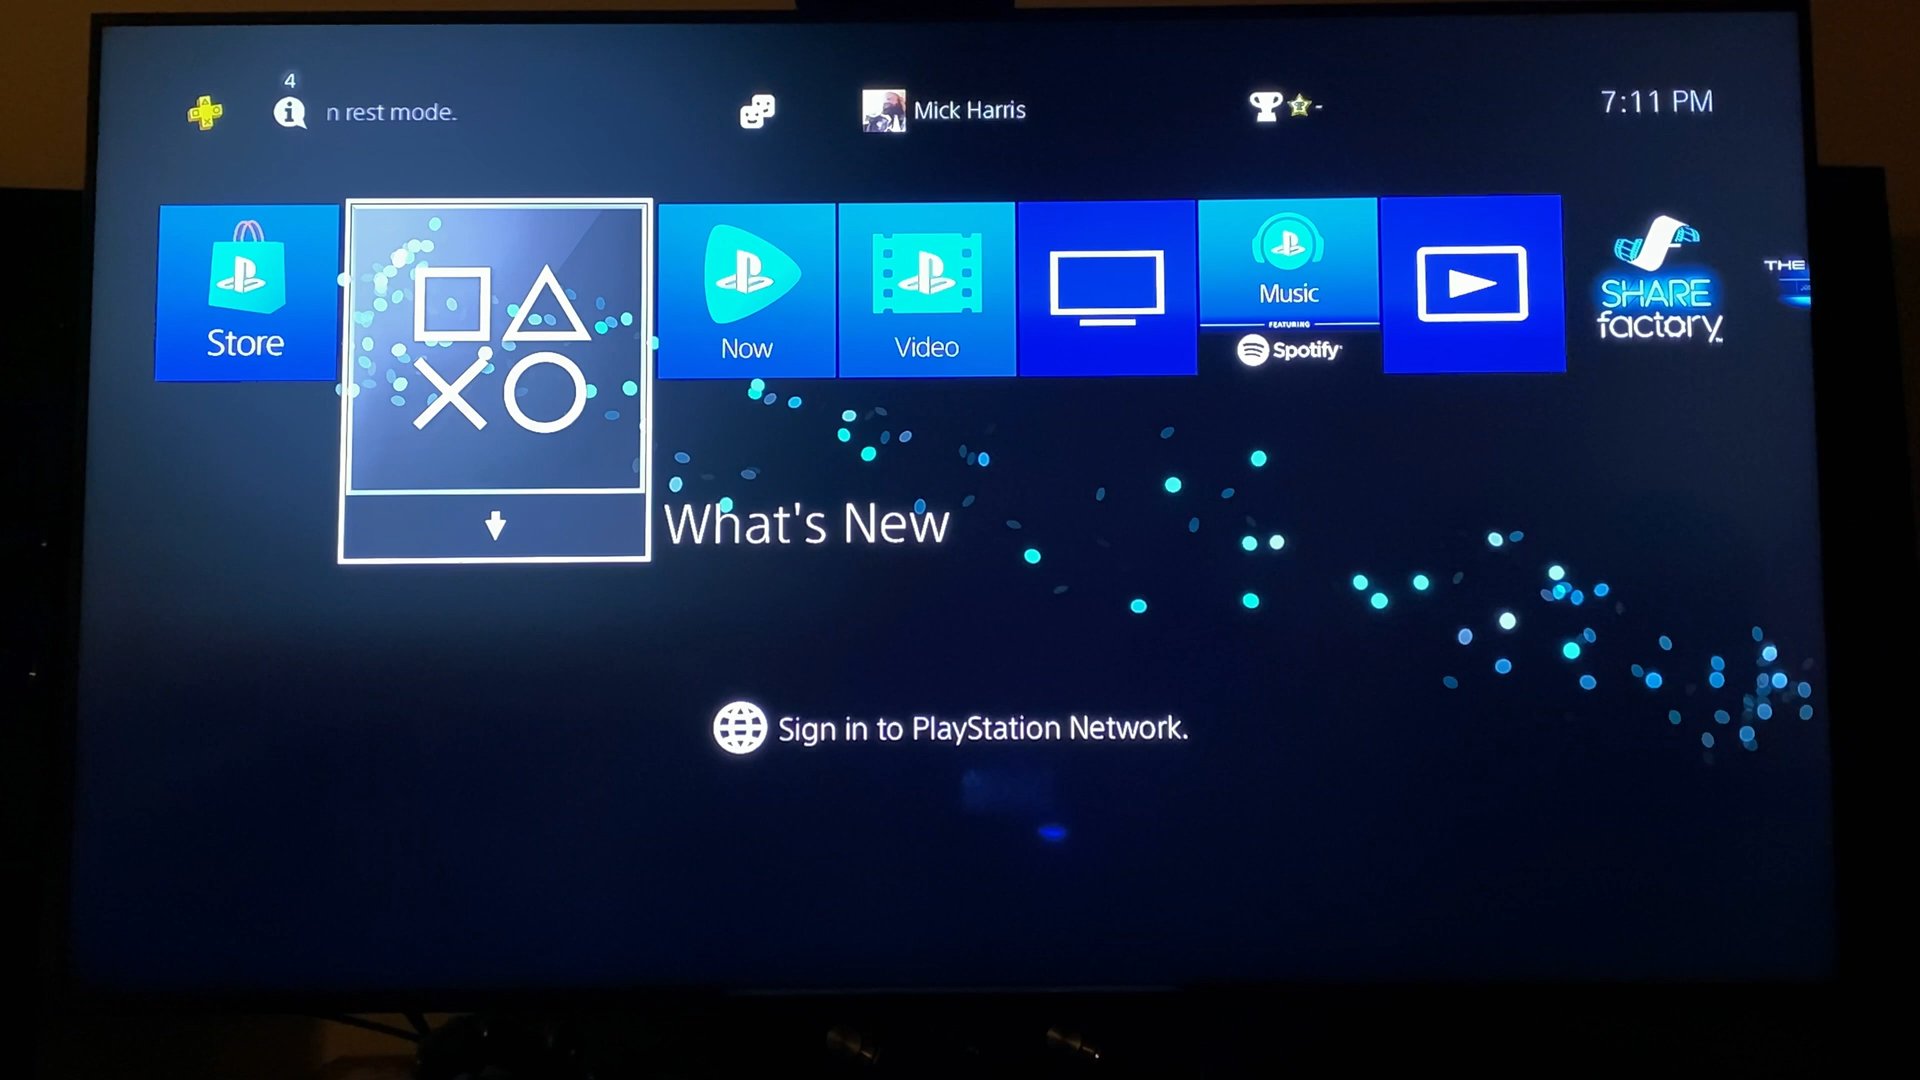 4
n rest mode.
Mick Harris
-
7:11 PM
Store
Now
Video
Music
FEATURING
Spotify
SHARE
factory™
THE
What's New
Sign in to PlayStation Network.